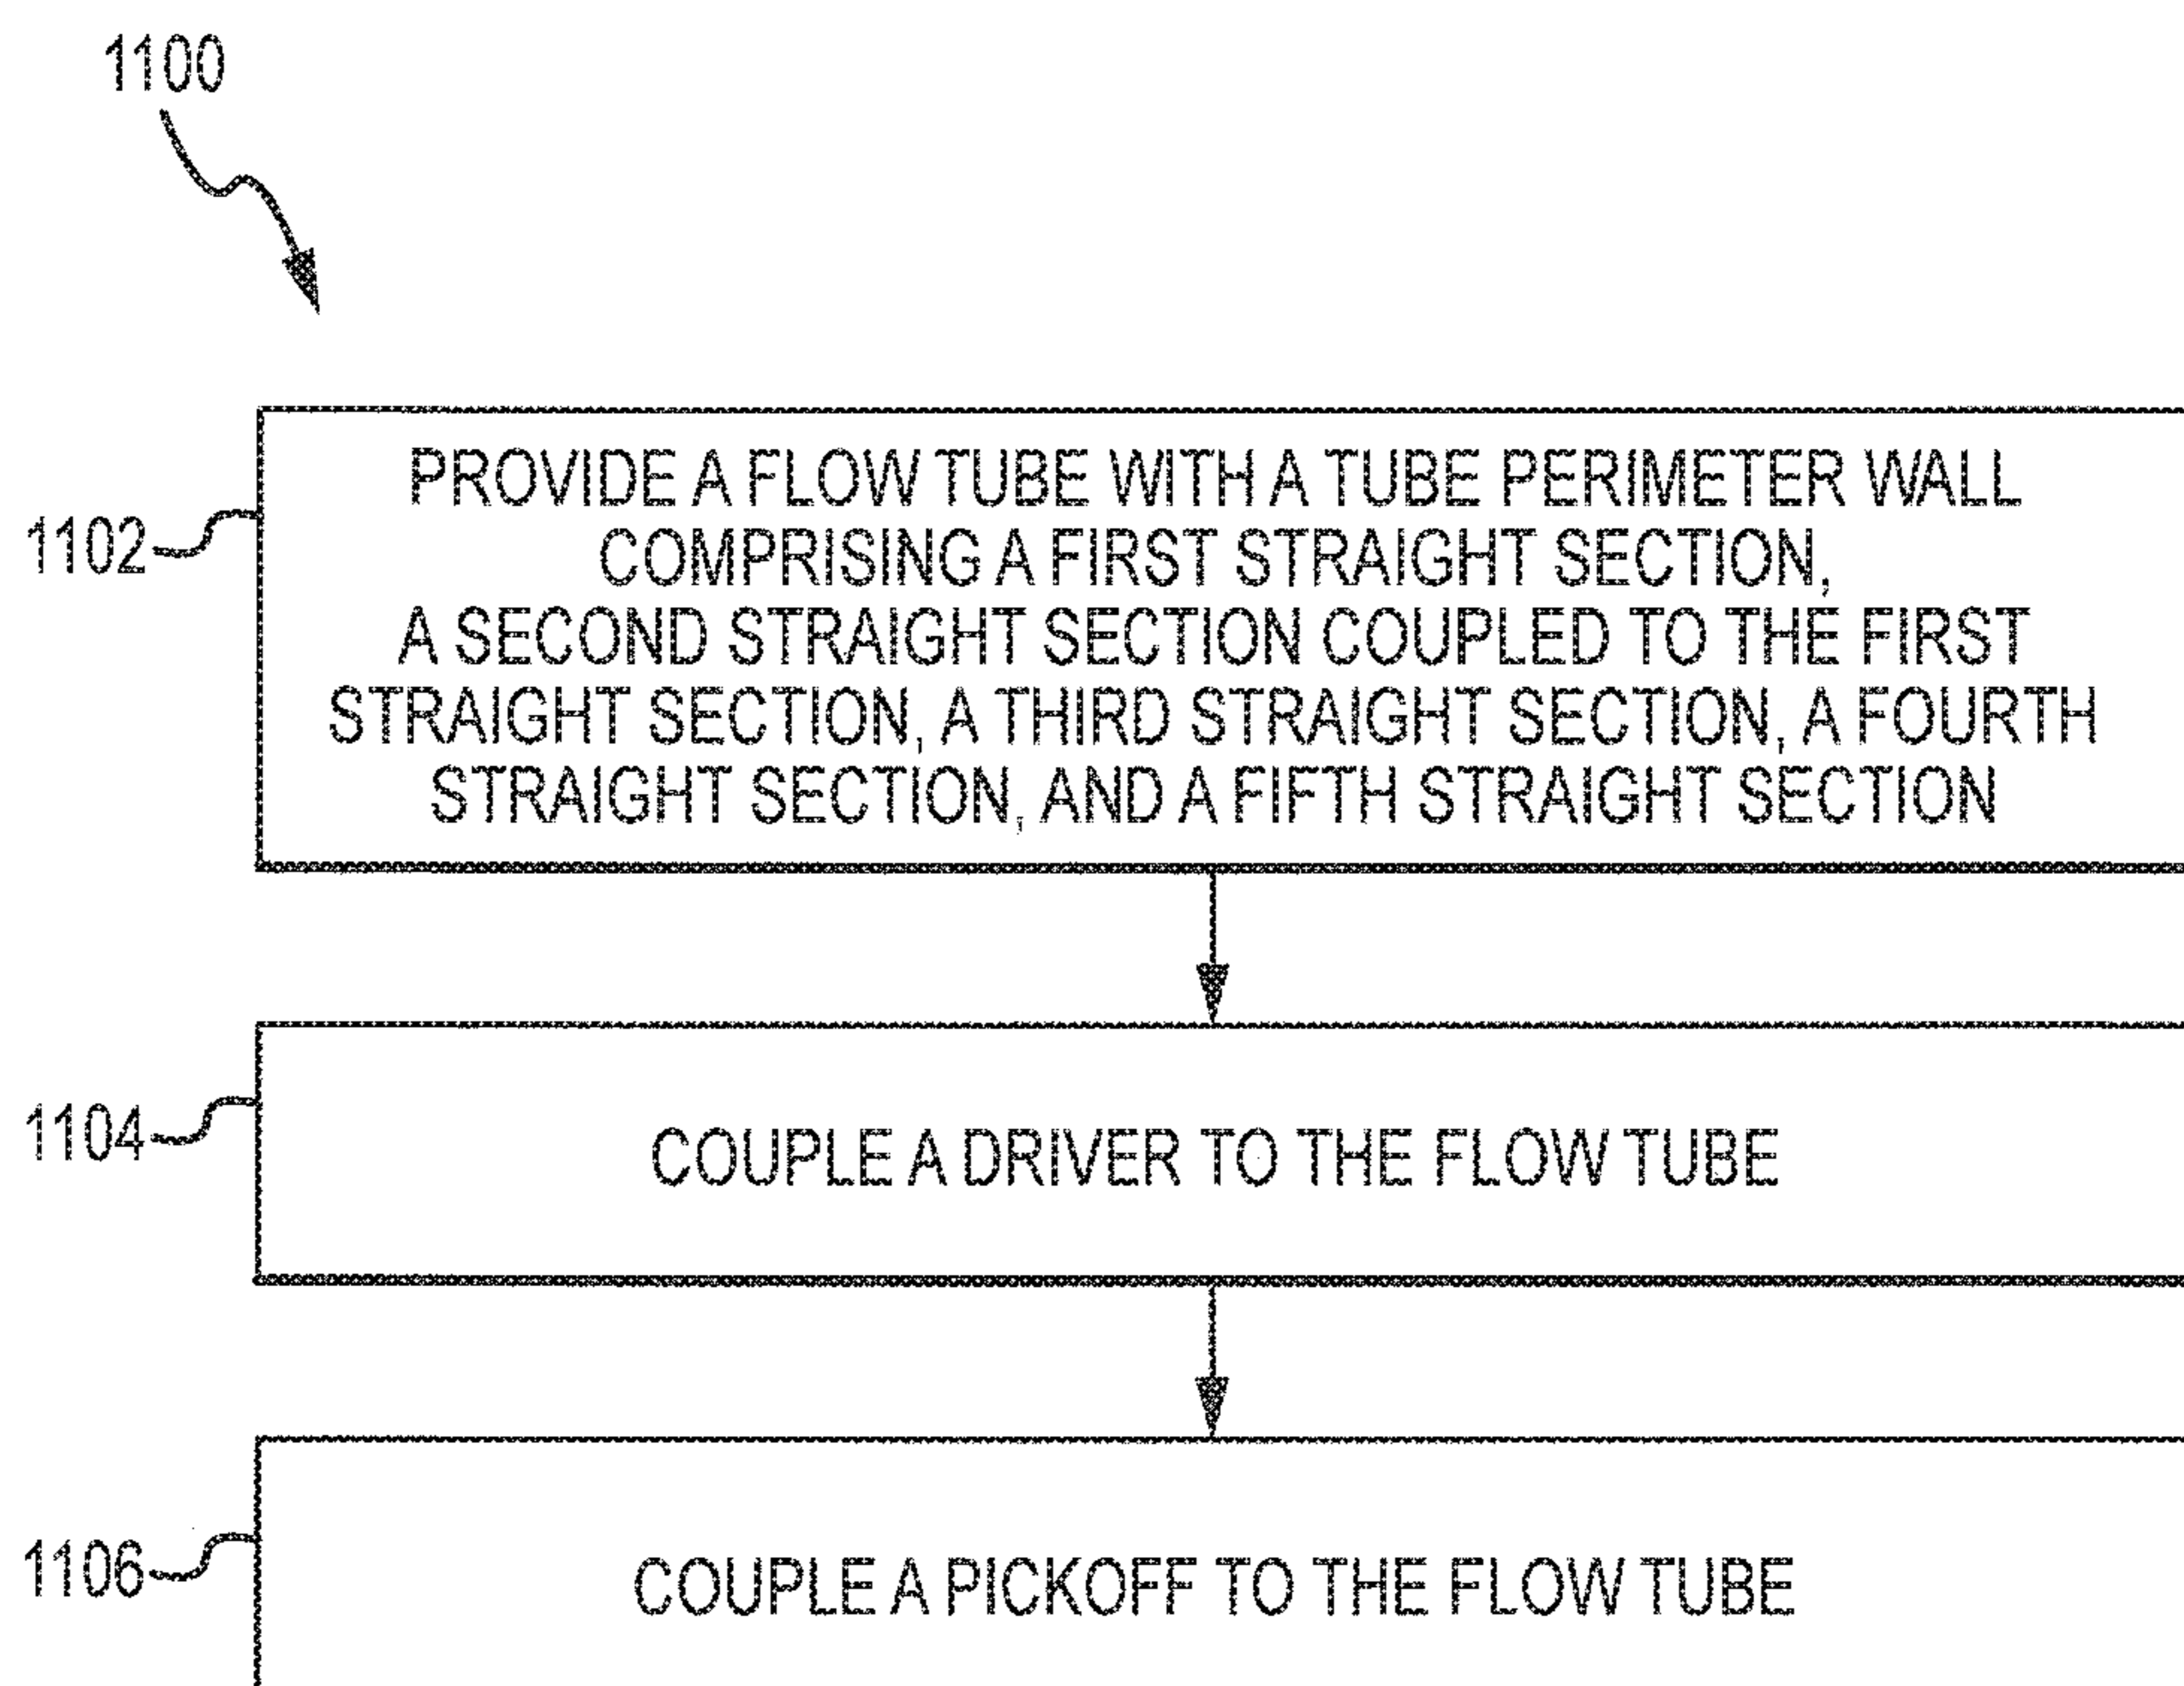 1100
1102
PROVIDE A FLOW TUBE WITH A TUBE PERIMETER WALL
COMPRISING A FIRST STRAIGHT SECTION,
A SECOND STRAIGHT SECTION COUPLED TO THE FIRST
STRAIGHT SECTION, A THIRD STRAIGHT SECTION, A FOURTH
STRAIGHT SECTION, AND A FIFTH STRAIGHT SECTION
1104
COUPLE A DRIVER TO THE FLOW TUBE
1106
COUPLE A PICKOFF TO THE FLOW TUBE